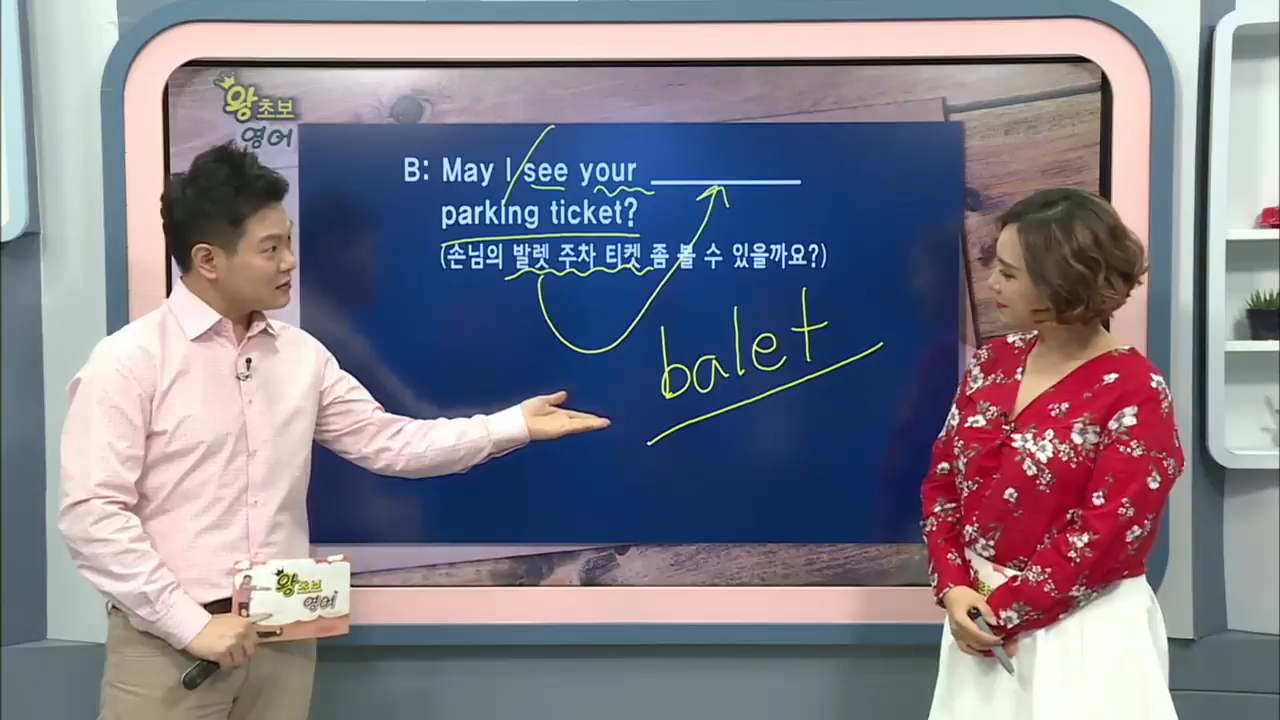 왕초보
영어
B: May I see your __________
parking ticket?
(손님의 발렛 주차 티켓 좀 볼 수 있을까요?)
balet
왕초보
영어